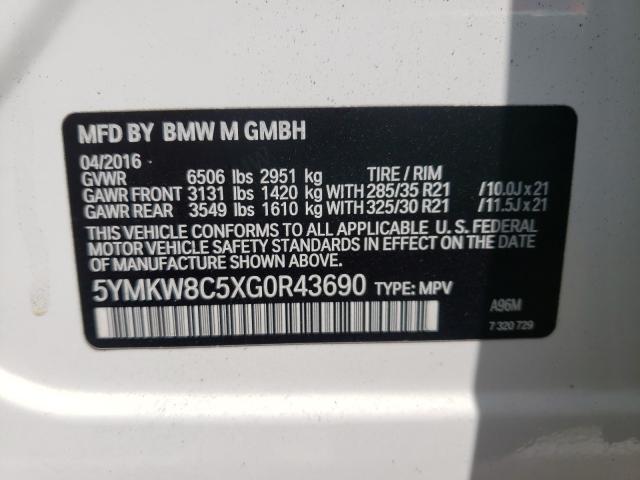 MFD BY BMW M GMBH
04/2016
GVWR 6506 lbs 2951 kg TIRE / RIM
GAWR FRONT 3131 lbs 1420 kg WITH 285/35 R21 /10.0J x 21
GAWR REAR 3549 lbs 1610 kg WITH 325/30 R21 /11.5J x 21
THIS VEHICLE CONFORMS TO ALL APPLICABLE U. S. FEDERAL
MOTOR VEHICLE SAFETY STANDARDS IN EFFECT ON THE DATE
OF MANUFACTURE SHOWN ABOVE.
5YMKW8C5XG0R43690 TYPE: MPV
A96M
7 320 729